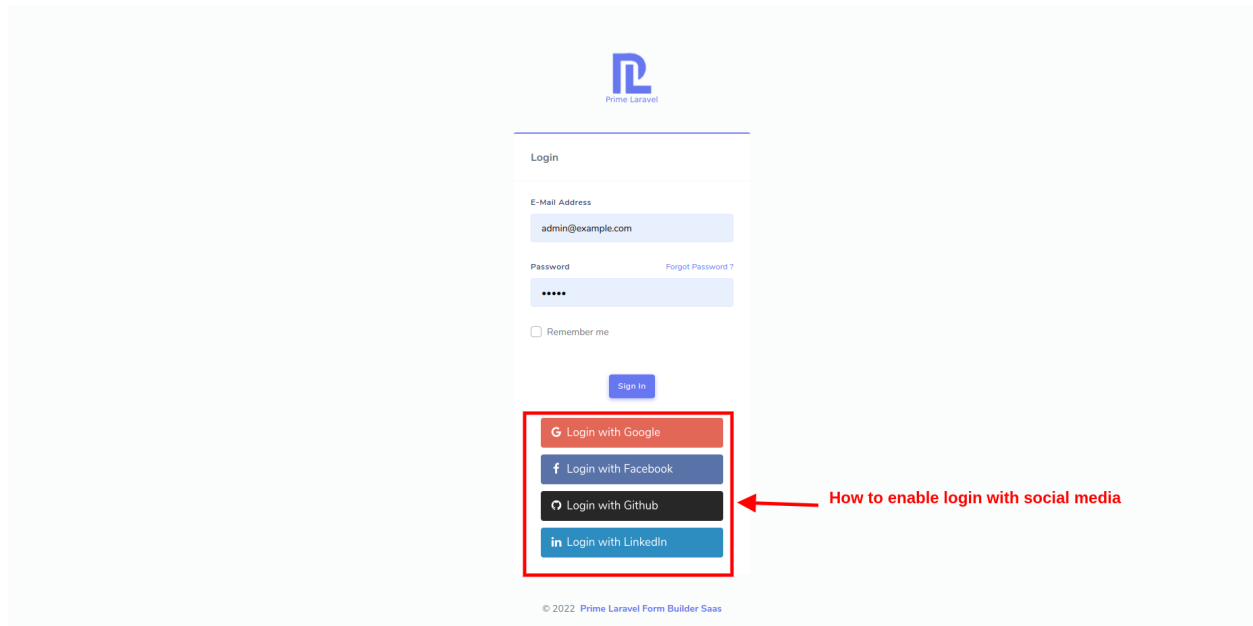 Prime Laravel
Login
E-Mail Address
admin@example.com
Password Forgot Password ?
•••••
Remember me
Sign In
Login with Google
Login with Facebook
Login with Github
Login with LinkedIn
How to enable login with social media
© 2022 Prime Laravel Form Builder Saas